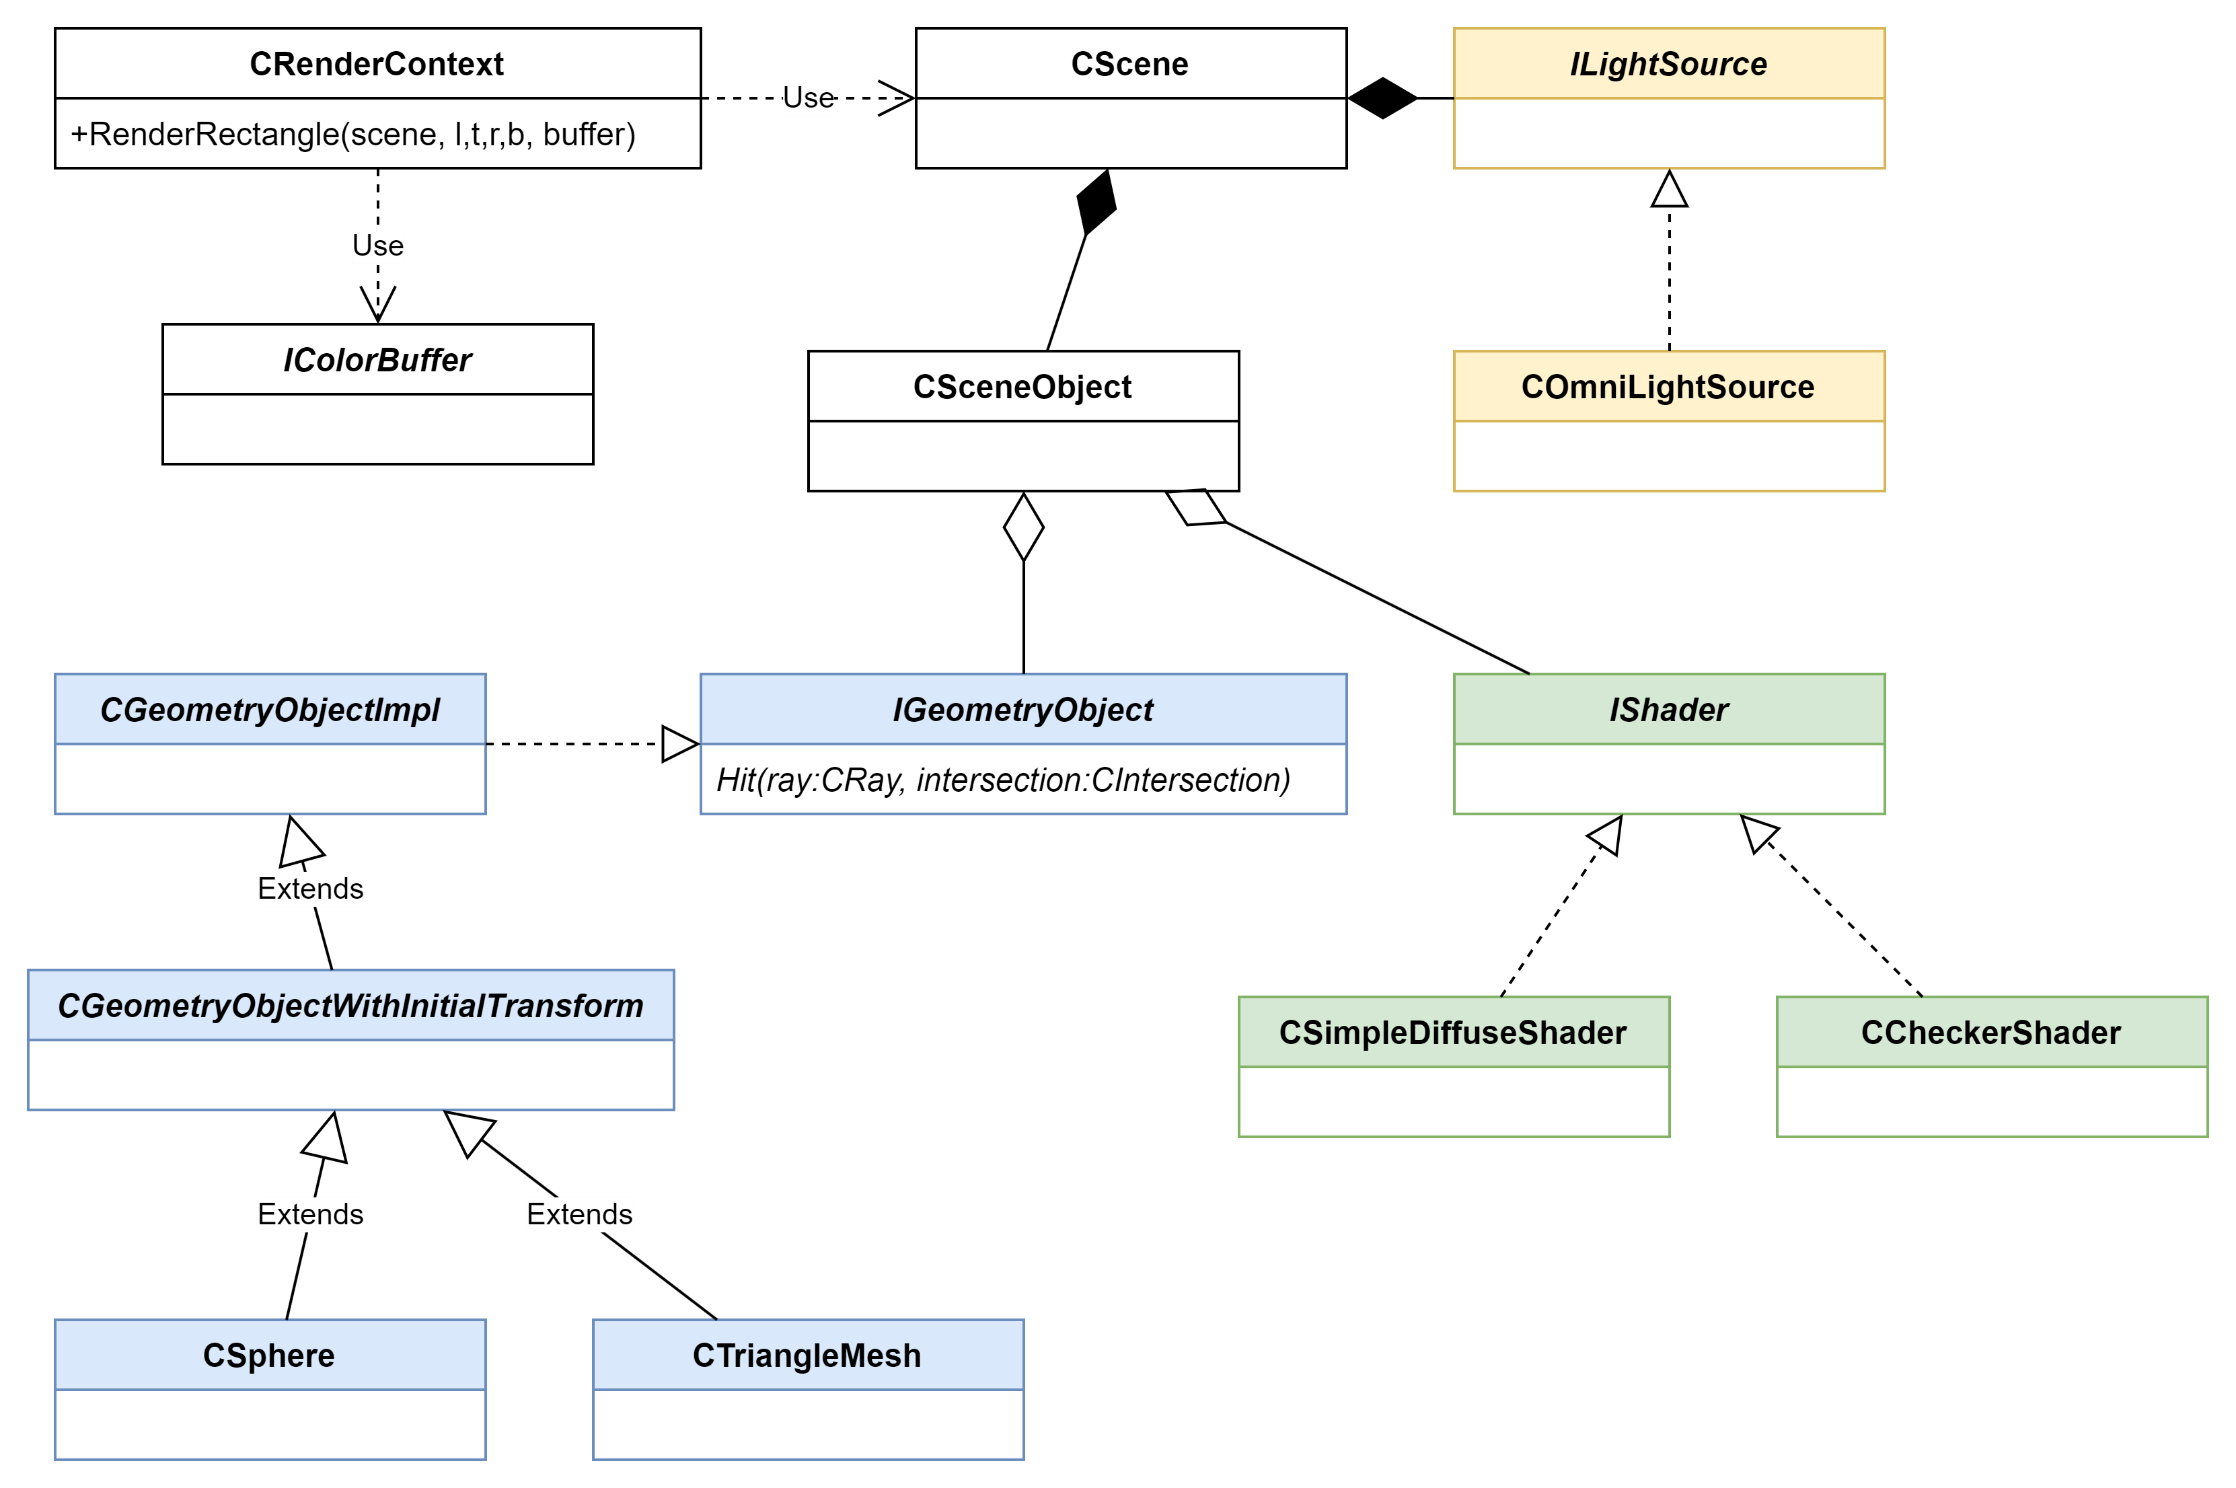 CRenderContext
+RenderRectangle(scene, l,t,r,b, buffer)
Use
CScene
ILightSource
Use
IColorBuffer
CSceneObject
COmniLightSource
CGeometryObjectImpl
IGeometryObject
Hit(ray:CRay, intersection:CIntersection)
IShader
Extends
CGeometryObjectWithInitialTransform
CSimpleDiffuseShader
CCheckerShader
Extends
Extends
CSphere
CTriangleMesh